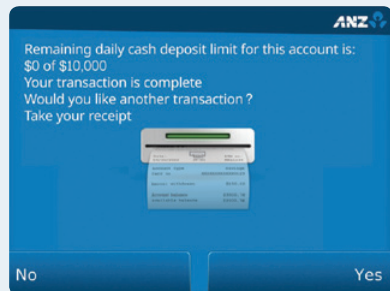 ANZ
Remaining daily cash deposit limit for this account is:
$0 of $10,000
Your transaction is complete
Would you like another transaction ?
Take your receipt
No
Yes